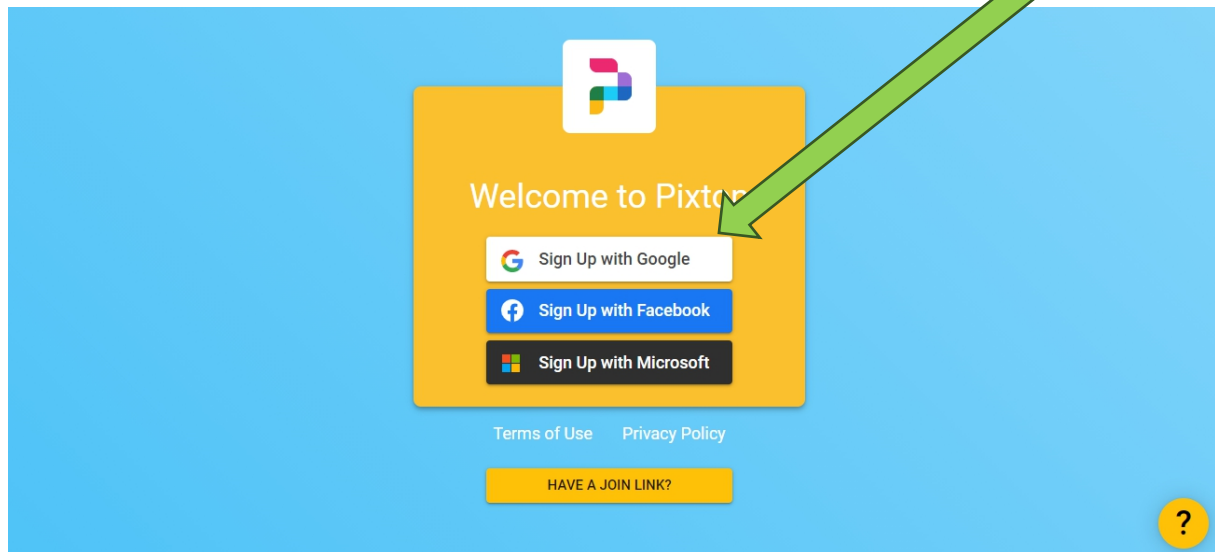 Welcome to Pixton
Sign Up with Google
Sign Up with Facebook
Sign Up with Microsoft
Terms of Use Privacy Policy
HAVE A JOIN LINK?
?